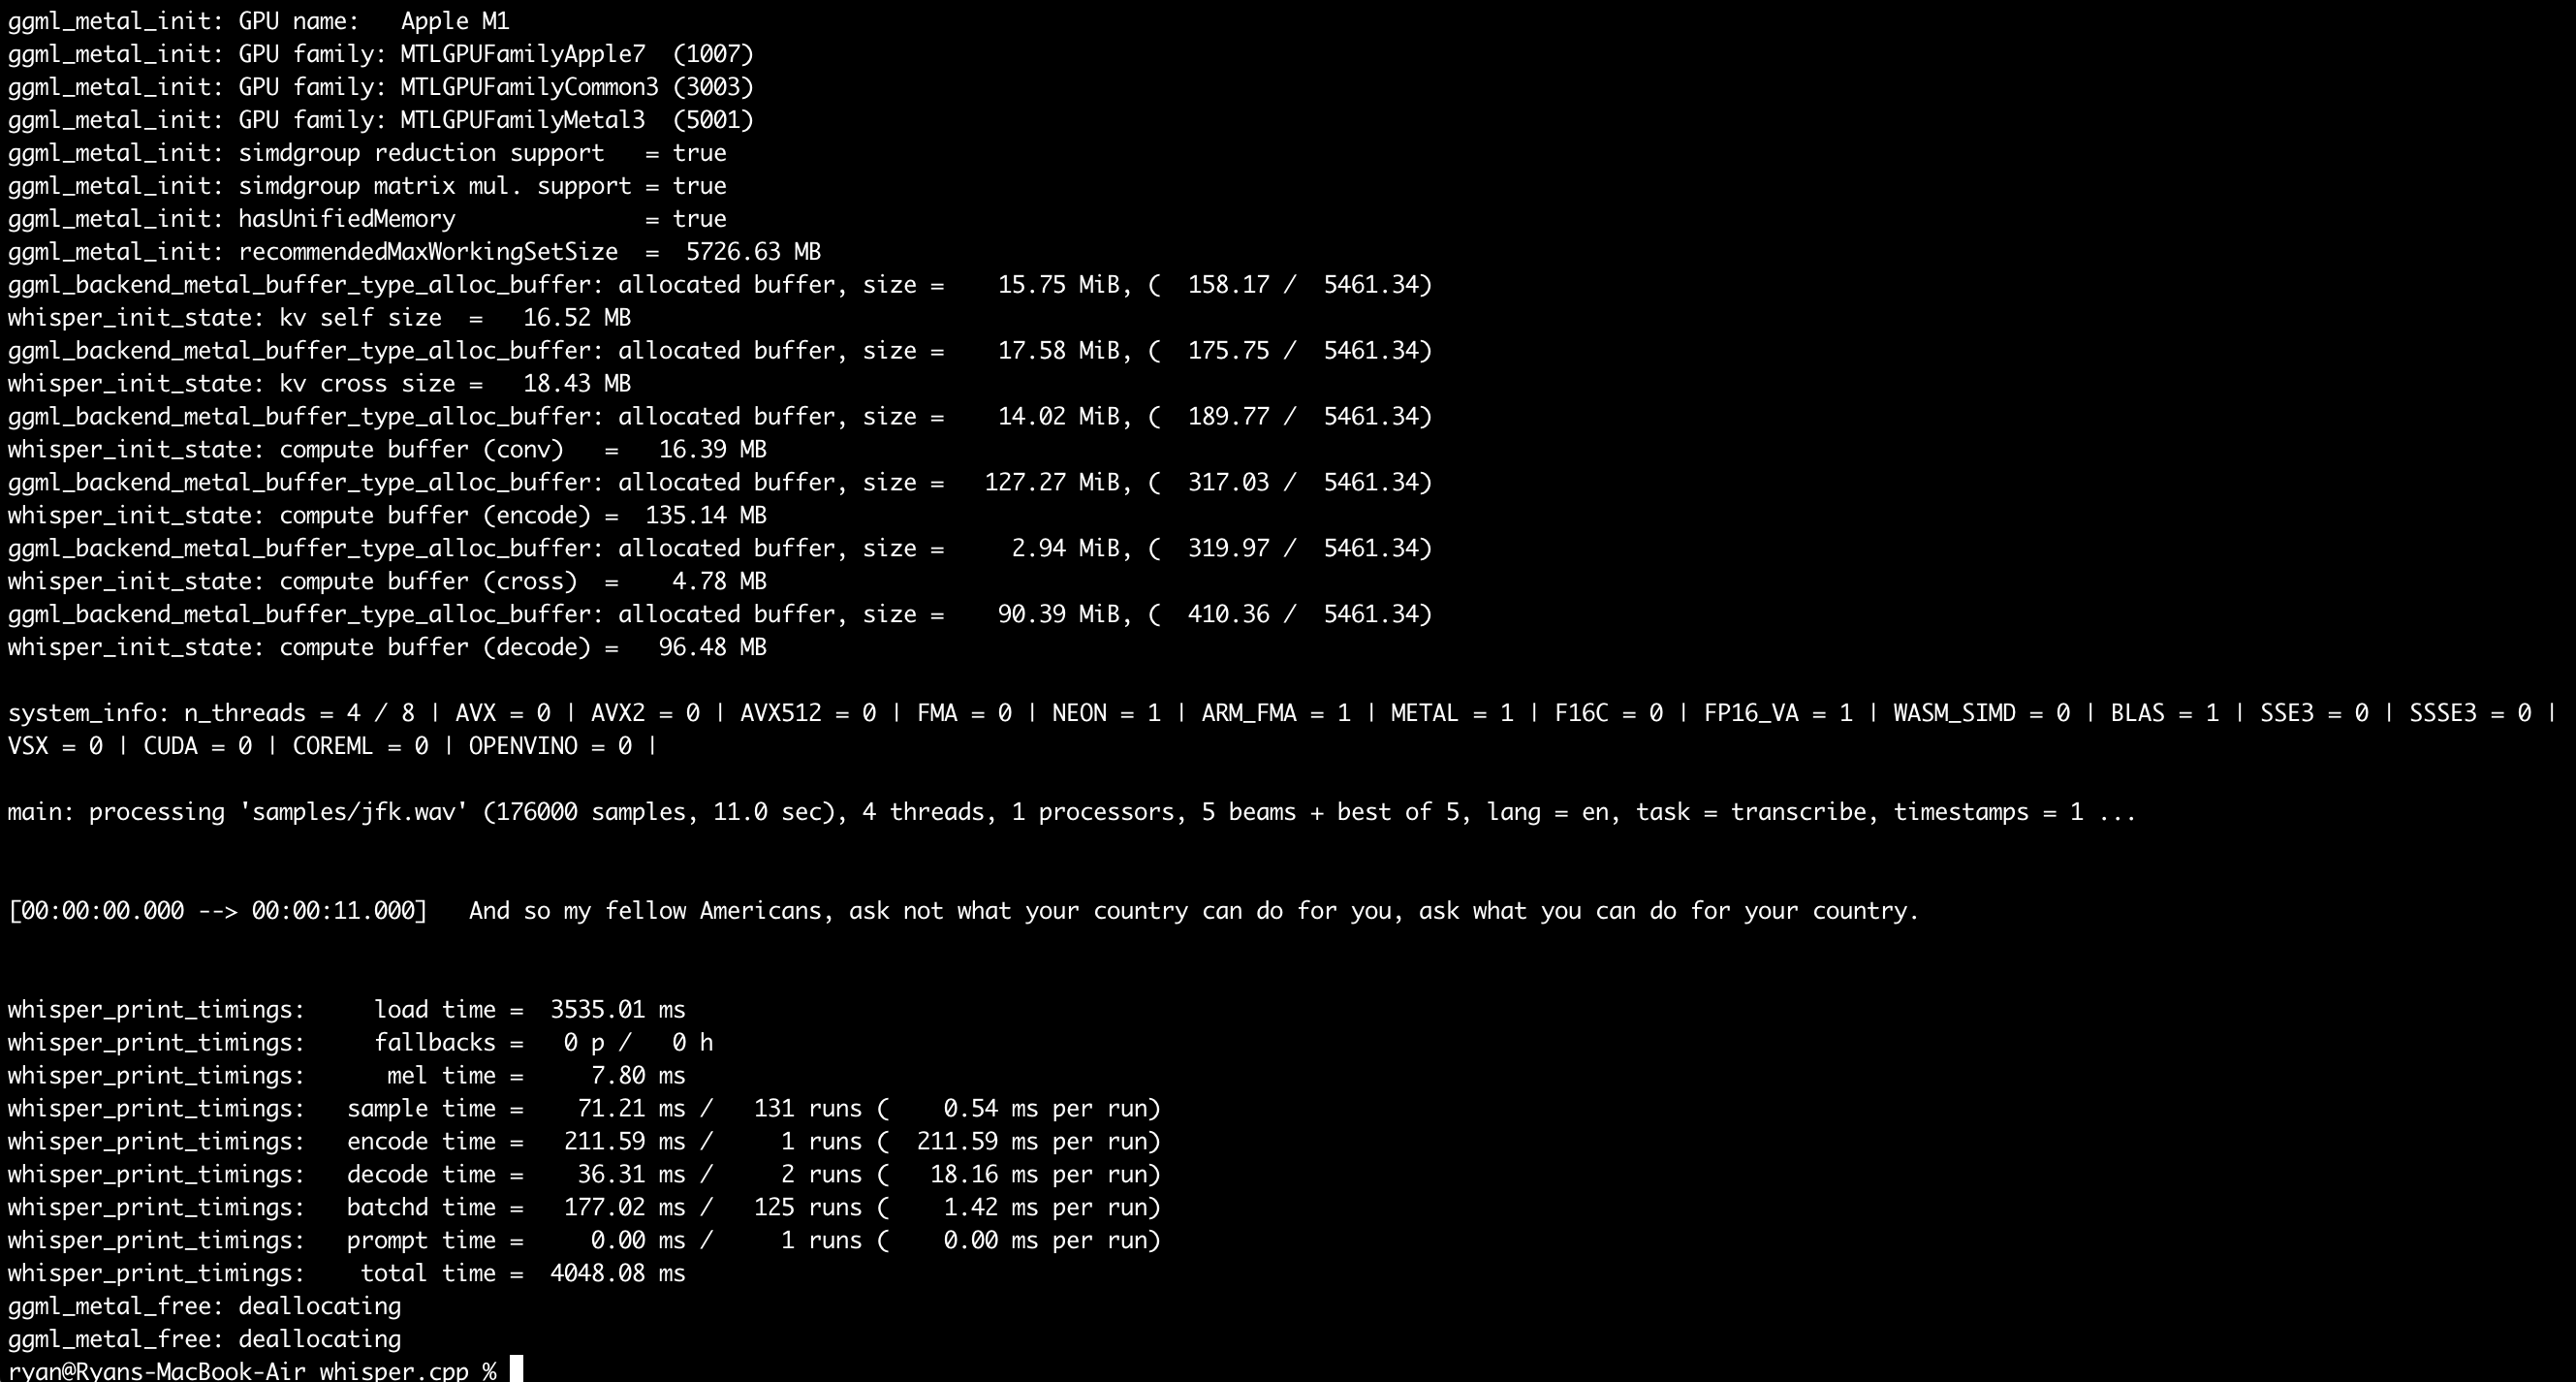 ggml_metal_init: GPU name:   Apple M1
ggml_metal_init: GPU family: MTLGPUFamilyApple7  (1007)
ggml_metal_init: GPU family: MTLGPUFamilyCommon3 (3003)
ggml_metal_init: GPU family: MTLGPUFamilyMetal3  (5001)
ggml_metal_init: simdgroup reduction support   = true
ggml_metal_init: simdgroup matrix mul. support = true
ggml_metal_init: hasUnifiedMemory              = true
ggml_metal_init: recommendedMaxWorkingSetSize  =  5726.63 MB
ggml_backend_metal_buffer_type_alloc_buffer: allocated buffer, size =    15.75 MiB, (  158.17 /  5461.34)
whisper_init_state: kv self size  =   16.52 MB
ggml_backend_metal_buffer_type_alloc_buffer: allocated buffer, size =    17.58 MiB, (  175.75 /  5461.34)
whisper_init_state: kv cross size =   18.43 MB
ggml_backend_metal_buffer_type_alloc_buffer: allocated buffer, size =    14.02 MiB, (  189.77 /  5461.34)
whisper_init_state: compute buffer (conv)   =   16.39 MB
ggml_backend_metal_buffer_type_alloc_buffer: allocated buffer, size =   127.27 MiB, (  317.03 /  5461.34)
whisper_init_state: compute buffer (encode) =  135.14 MB
ggml_backend_metal_buffer_type_alloc_buffer: allocated buffer, size =     2.94 MiB, (  319.97 /  5461.34)
whisper_init_state: compute buffer (cross)  =    4.78 MB
ggml_backend_metal_buffer_type_alloc_buffer: allocated buffer, size =    90.39 MiB, (  410.36 /  5461.34)
whisper_init_state: compute buffer (decode) =   96.48 MB
system_info: n_threads = 4 / 8 | AVX = 0 | AVX2 = 0 | AVX512 = 0 | FMA = 0 | NEON = 1 | ARM_FMA = 1 | METAL = 1 | F16C = 0 | FP16_VA = 1 | WASM_SIMD = 0 | BLAS = 1 | SSE3 = 0 | SSSE3 = 0 |
VSX = 0 | CUDA = 0 | COREML = 0 | OPENVINO = 0 |
main: processing 'samples/jfk.wav' (176000 samples, 11.0 sec), 4 threads, 1 processors, 5 beams + best of 5, lang = en, task = transcribe, timestamps = 1 ...
[00:00:00.000 --> 00:00:11.000]   And so my fellow Americans, ask not what your country can do for you, ask what you can do for your country.
whisper_print_timings:     load time =  3535.01 ms
whisper_print_timings:     fallbacks =   0 p /   0 h
whisper_print_timings:      mel time =     7.80 ms
whisper_print_timings:   sample time =    71.21 ms /   131 runs (    0.54 ms per run)
whisper_print_timings:   encode time =   211.59 ms /     1 runs (  211.59 ms per run)
whisper_print_timings:   decode time =    36.31 ms /     2 runs (   18.16 ms per run)
whisper_print_timings:   batchd time =   177.02 ms /   125 runs (    1.42 ms per run)
whisper_print_timings:   prompt time =     0.00 ms /     1 runs (    0.00 ms per run)
whisper_print_timings:    total time =  4048.08 ms
ggml_metal_free: deallocating
ggml_metal_free: deallocating
ryan@Ryans-MacBook-Air whisper.cpp %